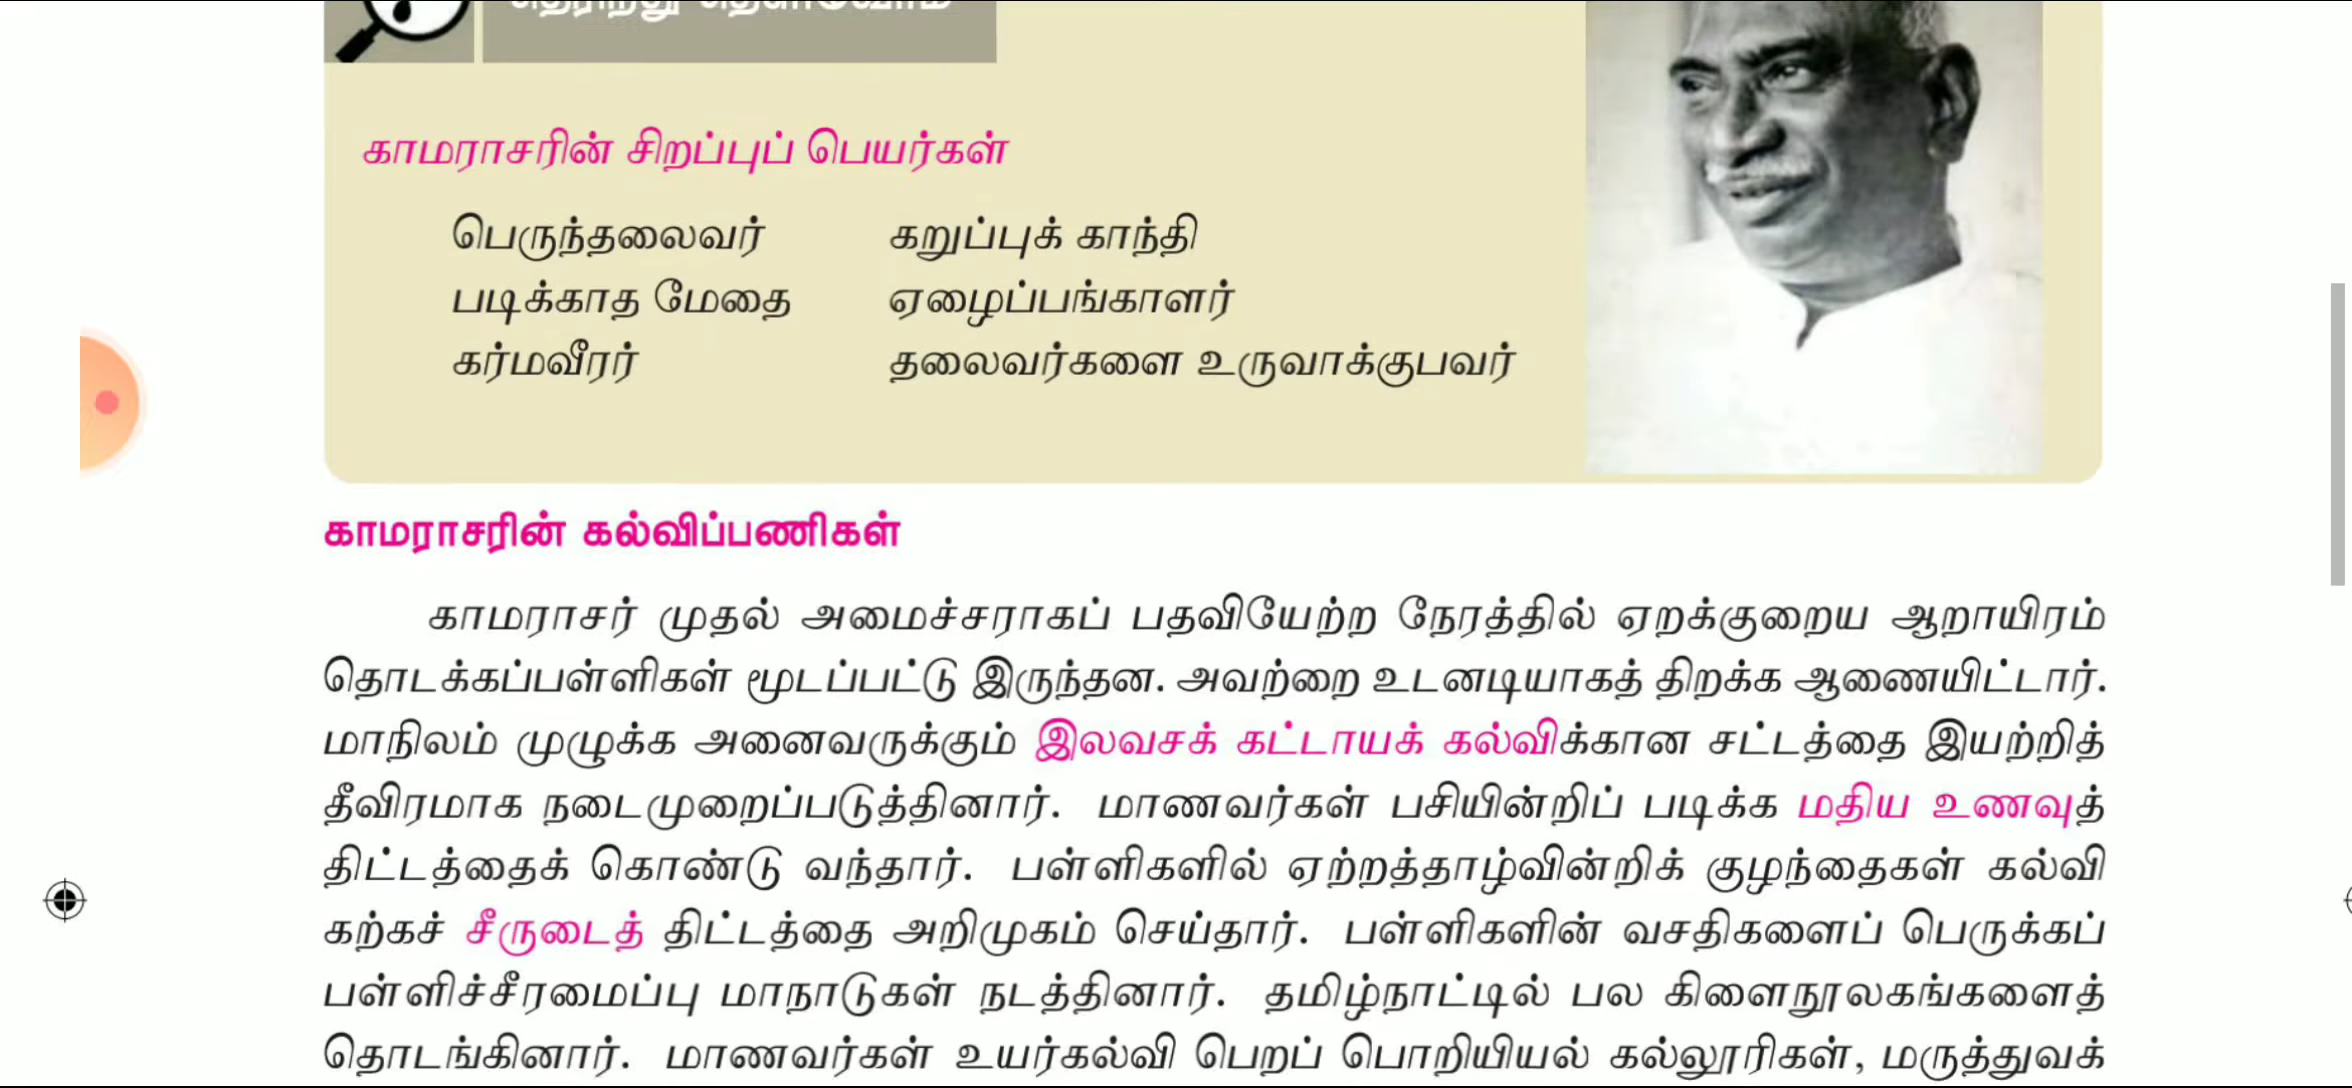 காமராசரின் சிறப்புப் பெயர்கள்
பெருந்தலைவர் கறுப்புக் காந்தி
படிக்காத மேதை ஏழைப்பங்காளர்
கர்மவீரர் தலைவர்களை உருவாக்குபவர்
காமராசரின் கல்விப்பணிகள்
காமராசர் முதல் அமைச்சராகப் பதவியேற்ற நேரத்தில் ஏறக்குறைய ஆறாயிரம்
தொடக்கப்பள்ளிகள் மூடப்பட்டு இருந்தன. அவற்றை உடனடியாகத் திறக்க ஆணையிட்டார்.
மாநிலம் முழுக்க அனைவருக்கும் இலவசக் கட்டாயக் கல்விக்கான சட்டத்தை இயற்றித்
தீவிரமாக நடைமுறைப்படுத்தினார். மாணவர்கள் பசியின்றிப் படிக்க மதிய உணவுத்
திட்டத்தைக் கொண்டு வந்தார். பள்ளிகளில் ஏற்றத்தாழ்வின்றிக் குழந்தைகள் கல்வி
கற்கச் சீருடைத் திட்டத்தை அறிமுகம் செய்தார். பள்ளிகளின் வசதிகளைப் பெருக்கப்
பள்ளிச்சீரமைப்பு மாநாடுகள் நடத்தினார். தமிழ்நாட்டில் பல கிளைநூலகங்களைத்
தொடங்கினார். மாணவர்கள் உயர்கல்வி பெறப் பொறியியல் கல்லூரிகள், மருத்துவக்